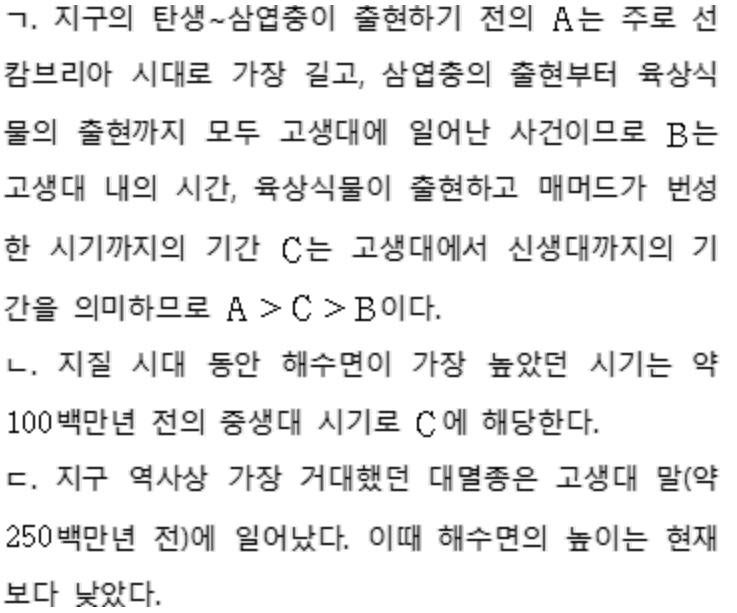 ㄱ. 지구의 탄생~삼엽충이 출현하기 전의 A는 주로 선
캄브리아 시대로 가장 길고, 삼엽충의 출현부터 육상식
물의 출현까지 모두 고생대에 일어난 사건이므로 B는
고생대 내의 시간, 육상식물이 출현하고 매머드가 번성
한 시기까지의 기간 C는 고생대에서 신생대까지의 기
간을 의미하므로 A > C > B이다.
ㄴ. 지질 시대 동안 해수면이 가장 높았던 시기는 약
100백만년 전의 중생대 시기로 C에 해당한다.
ㄷ. 지구 역사상 가장 거대했던 대멸종은 고생대 말(약
250백만년 전)에 일어났다. 이때 해수면의 높이는 현재
보다 낮았다.